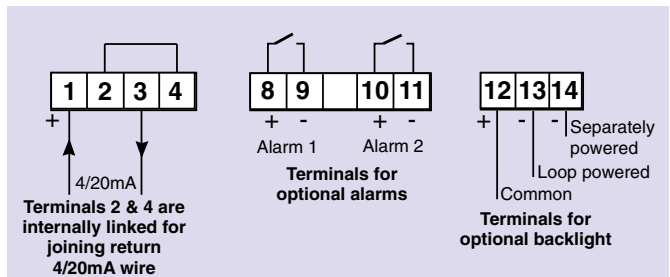 1 2 3 4
+
4/20mA
Terminals 2 & 4 are
internally linked for
joining return
4/20mA wire
8 9 10 11
+ - + -
Alarm 1 Alarm 2
Terminals for
optional alarms
12 13 14
+ - -
Separately
powered
Loop powered
Common
Terminals for
optional backlight